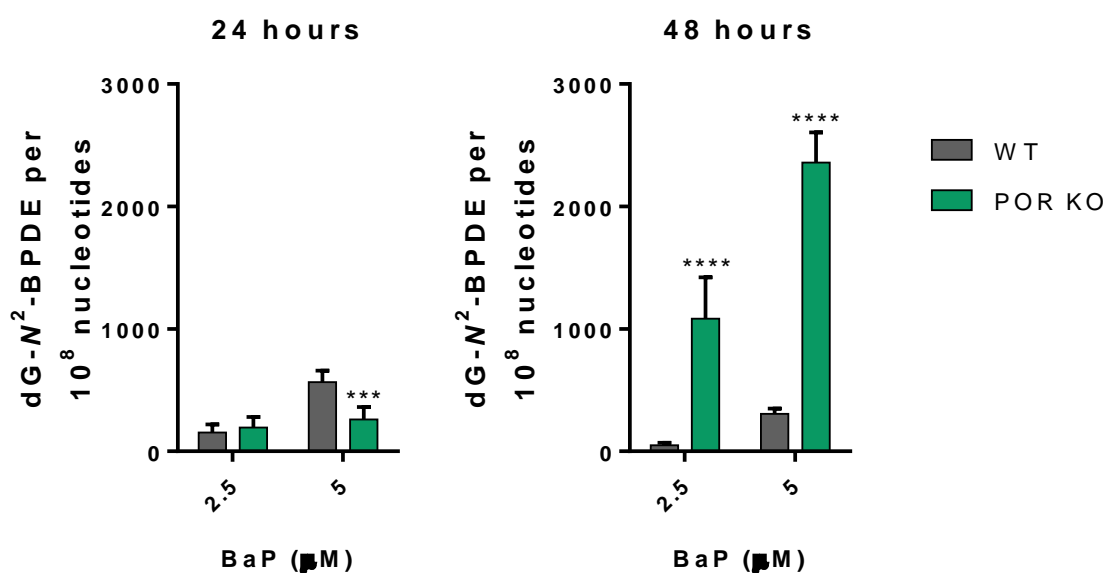 24 hours
dG-N²-BPDE per
10⁸ nucleotides
3000
2000
1000
0
***
2.5
5
BaP (μM)
48 hours
dG-N²-BPDE per
10⁸ nucleotides
3000
2000
1000
0
****
****
2.5
5
BaP (μM)
WT
POR KO